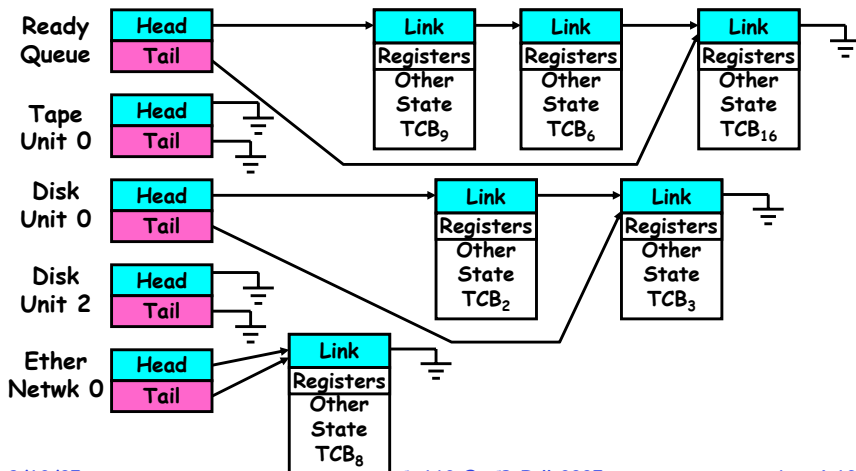 Ready Queue
Head
Tail
Link
Registers
Other
State
TCB9
Link
Registers
Other
State
TCB6
Link
Registers
Other
State
TCB16
Tape Unit 0
Head
Tail
Disk Unit 0
Head
Tail
Link
Registers
Other
State
TCB2
Link
Registers
Other
State
TCB3
Disk Unit 2
Head
Tail
Ether Netwk 0
Head
Tail
Link
Registers
Other
State
TCB8